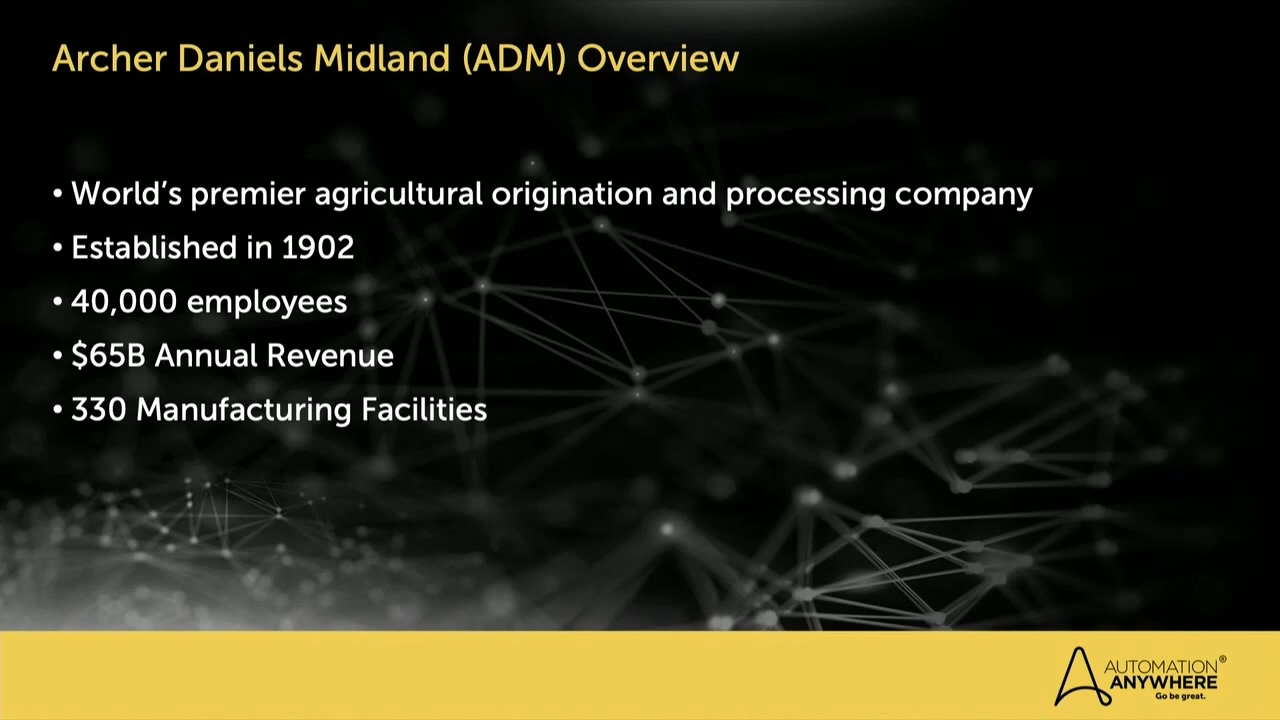 Archer Daniels Midland (ADM) Overview
• World’s premier agricultural origination and processing company
• Established in 1902
• 40,000 employees
• $65B Annual Revenue
• 330 Manufacturing Facilities
AUTOMATION®
ANYWHERE
Go be great.